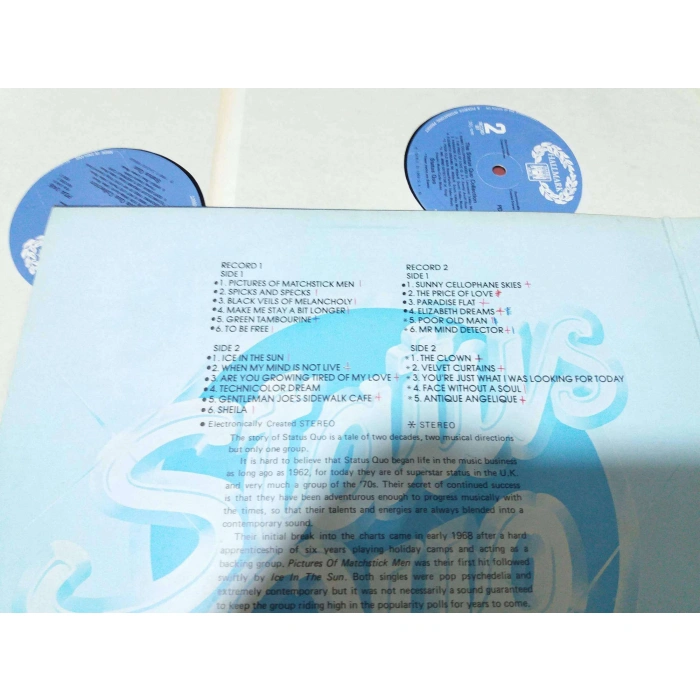 2
HALLMARK
The Status Quo Collection
Status Quo
RECORD 1
SIDE 1
•1. PICTURES OF MATCHSTICK MEN
•2. SPICKS AND SPECKS
•3. BLACK VEILS OF MELANCHOLY
•4. MAKE ME STAY A BIT LONGER
•5. GREEN TAMBOURINE
•6. TO BE FREE
SIDE 2
•1. ICE IN THE SUN
•2. WHEN MY MIND IS NOT LIVE
•3. ARE YOU GROWING TIRED OF MY LOVE
•4. TECHNICOLOR DREAM
•5. GENTLEMAN JOE'S SIDEWALK CAFE
•6. SHEILA
RECORD 2
SIDE 1
•1. SUNNY CELLOPHANE SKIES
•2. THE PRICE OF LOVE
*3. PARADISE FLAT
•4. ELIZABETH DREAMS
•5. POOR OLD MAN
*6. MR MIND DETECTOR
SIDE 2
*1. THE CLOWN
*2. VELVET CURTAINS
*3. YOU'RE JUST WHAT I WAS LOOKING FOR TODAY
*4. FACE WITHOUT A SOUL
*5. ANTIQUE ANGELIQUE
• Electronically Created STEREO
* STEREO
The story of Status Quo is a tale of two decades, two musical directions
but only one group.
It is hard to believe that Status Quo began life in the music business
as long ago as 1962, for today they are of superstar status in the U.K.
and very much a group of the '70s. Their secret of continued success
is that they have been adventurous enough to progress musically with
the times, so that their talents and energies are always blended into a
contemporary sound.
Their initial break into the charts came in early 1968 after a hard
apprenticeship of six years playing holiday camps and acting as a
backing group. Pictures Of Matchstick Men was their first hit followed
swiftly by Ice In The Sun. Both singles were pop psychedelia and
extremely contemporary but it was not necessarily a sound guaranteed
to keep the group riding high in the popularity polls for years to come.
Status
Quo